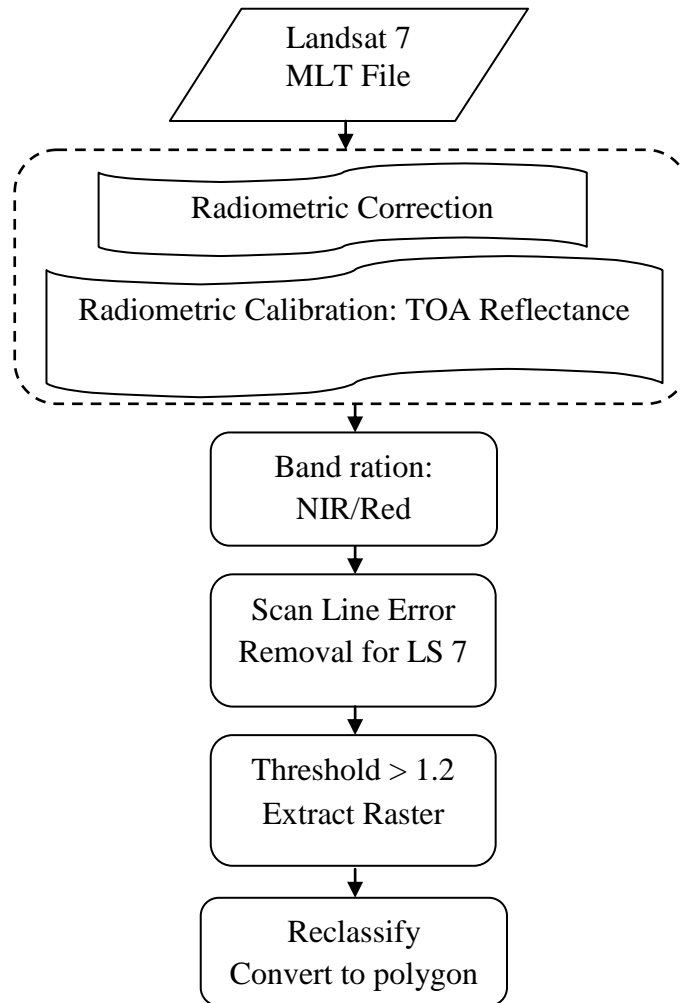 Landsat 7
MLT File
Radiometric Correction
Radiometric Calibration: TOA Reflectance
Band ration:
NIR/Red
Scan Line Error
Removal for LS 7
Threshold > 1.2
Extract Raster
Reclassify
Convert to polygon